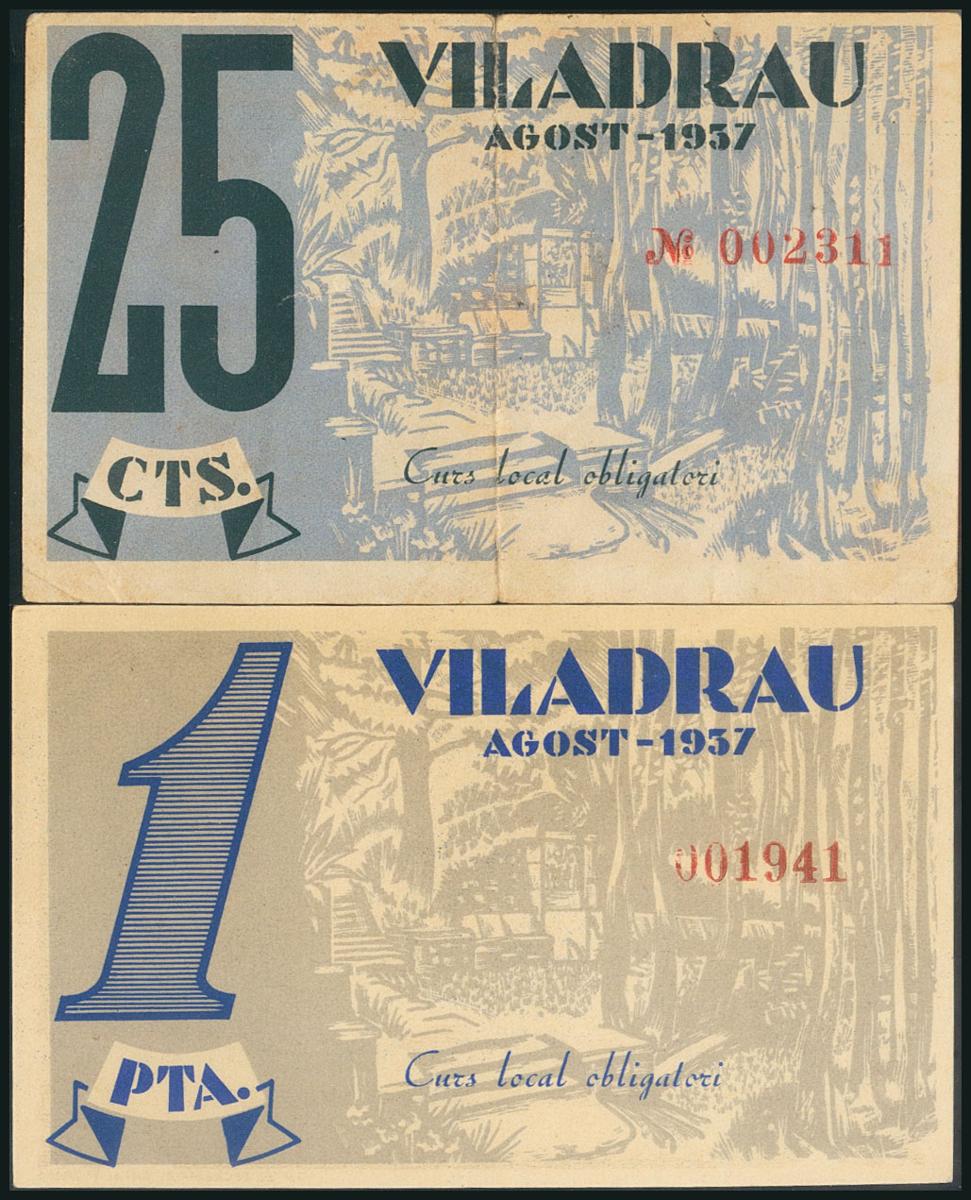 25
CTS.
VILADRAU
AGOST-1937
№ 002311
Curs local obligatori
1
PTA.
VILADRAU
AGOST-1937
001941
Curs local obligatori